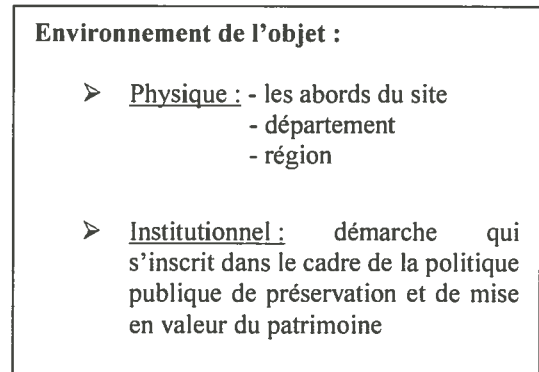 Environnement de l’objet :
➢ Physique : - les abords du site
- département
- région
➢ Institutionnel : démarche qui
s’inscrit dans le cadre de la politique
publique de préservation et de mise
en valeur du patrimoine